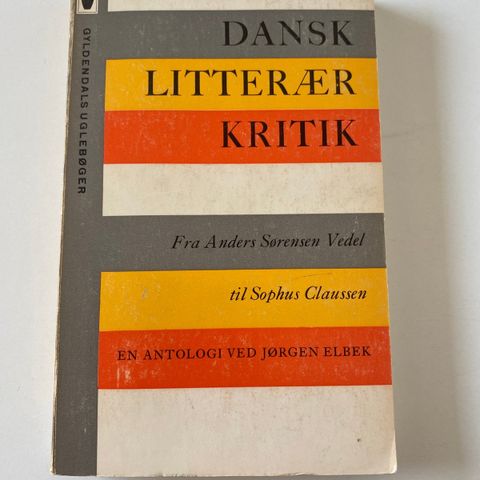 GYLDENDALS UGLEBØGER
DANSK
LITTERÆR
KRITIK
Fra Anders Sørensen Vedel
til Sophus Claussen
EN ANTOLOGI VED JØRGEN ELBEK